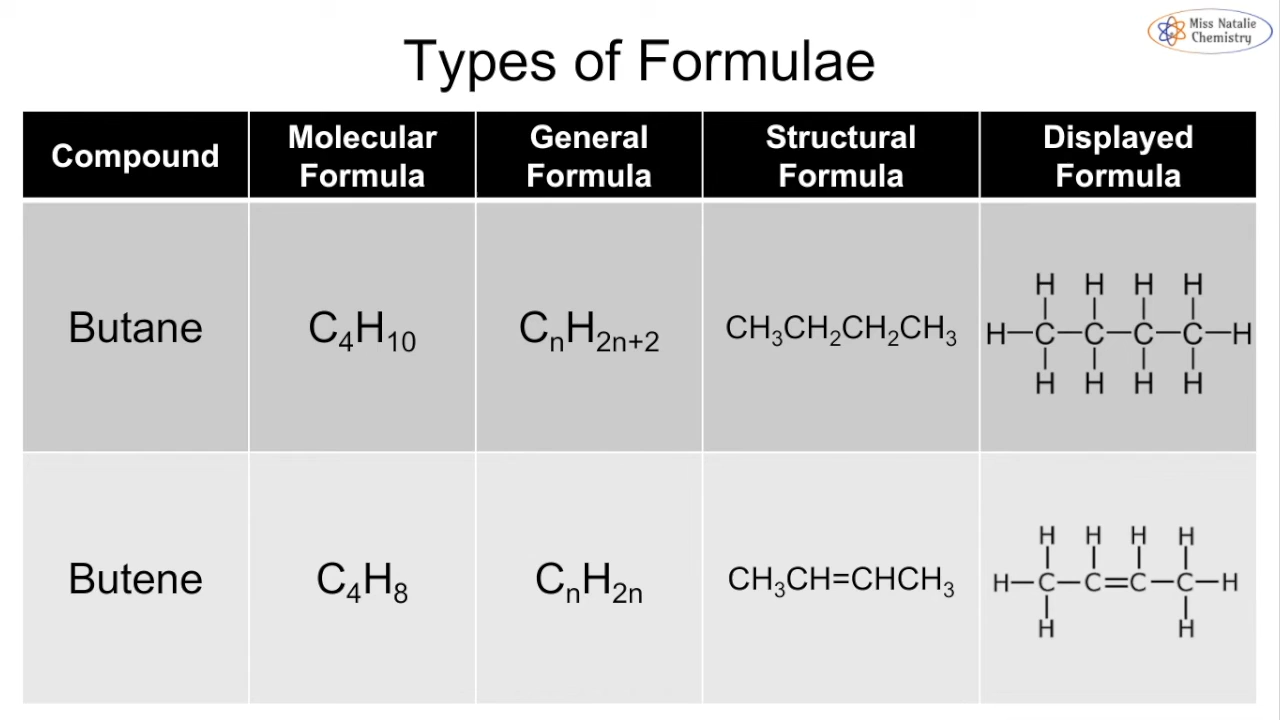 Miss Natalie
Chemistry
Types of Formulae
Compound
Molecular
Formula
General
Formula
Structural
Formula
Displayed
Formula
Butane
C₄H₁₀
CₙH₂ₙ₊₂
CH₃CH₂CH₂CH₃
H H H H
H—C—C—C—C—H
H H H H
Butene
C₄H₈
CₙH₂ₙ
CH₃CH=CHCH₃
H H H H
H—C—C=C—C—H
H H